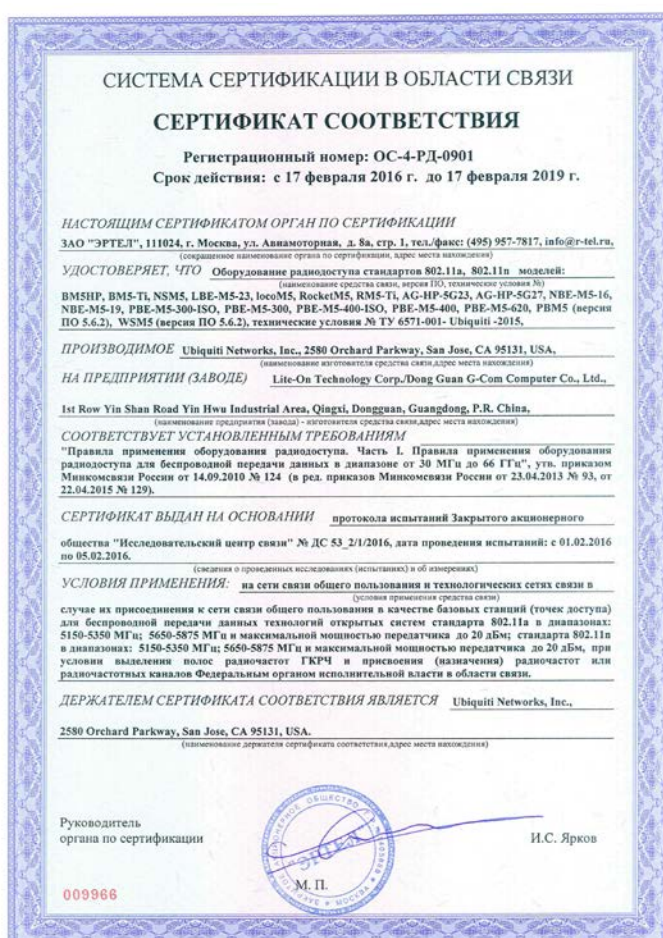 СИСТЕМА СЕРТИФИКАЦИИ В ОБЛАСТИ СВЯЗИ
СЕРТИФИКАТ СООТВЕТСТВИЯ
Регистрационный номер: ОС-4-РД-0901
Срок действия: с 17 февраля 2016 г. до 17 февраля 2019 г.
НАСТОЯЩИМ СЕРТИФИКАТОМ ОРГАН ПО СЕРТИФИКАЦИИ
ЗАО "ЭРТЕЛ", 111024, г. Москва, ул. Авиамоторная, д. 8а, стр. 1, тел./факс: (495) 957-7817, info@r-tel.ru,
(сокращенное наименование органа по сертификации, адрес места нахождения)
УДОСТОВЕРЯЕТ, ЧТО Оборудование радиодоступа стандартов 802.11a, 802.11n моделей:
(наименование средства связи, версия ПО, технические условия №)
BM5HP, BM5-Ti, NSM5, LBE-M5-23, locoM5, RocketM5, RM5-Ti, AG-HP-5G23, AG-HP-5G27, NBE-M5-16,
NBE-M5-19, PBE-M5-300-ISO, PBE-M5-300, PBE-M5-400-ISO, PBE-M5-400, PBE-M5-620, PBM5 (версия
ПО 5.6.2), WSM5 (версия ПО 5.6.2), технические условия № ТУ 6571-001- Ubiquiti -2015,
ПРОИЗВОДИМОЕ Ubiquiti Networks, Inc., 2580 Orchard Parkway, San Jose, CA 95131, USA,
(наименование изготовителя средства связи,адрес места нахождения)
НА ПРЕДПРИЯТИИ (ЗАВОДЕ) Lite-On Technology Corp./Dong Guan G-Com Computer Co., Ltd.,
1st Row Yin Shan Road Yin Hwu Industrial Area, Qingxi, Dongguan, Guangdong, P.R. China,
(наименование предприятия (завода) - изготовителя средства связи,адрес места нахождения)
СООТВЕТСТВУЕТ УСТАНОВЛЕННЫМ ТРЕБОВАНИЯМ
"Правила применения оборудования радиодоступа. Часть I. Правила применения оборудования
радиодоступа для беспроводной передачи данных в диапазоне от 30 МГц до 66 ГГц", утв. приказом
Минкомсвязи России от 14.09.2010 № 124 (в ред. приказов Минкомсвязи России от 23.04.2013 № 93, от
22.04.2015 № 129).
СЕРТИФИКАТ ВЫДАН НА ОСНОВАНИИ протокола испытаний Закрытого акционерного
общества "Исследовательский центр связи" № ДС 53_2/1/2016, дата проведения испытаний: с 01.02.2016
по 05.02.2016.
(сведения о проведенных исследованиях (испытаниях) и об измерениях)
УСЛОВИЯ ПРИМЕНЕНИЯ: на сети связи общего пользования и технологических сетях связи в
(условия применения средства связи)
случае их присоединения к сети связи общего пользования в качестве базовых станций (точек доступа)
для беспроводной передачи данных технологий открытых систем стандарта 802.11a в диапазонах:
5150-5350 МГц; 5650-5875 МГц и максимальной мощностью передатчика до 20 дБм; стандарта 802.11n
в диапазонах: 5150-5350 МГц; 5650-5875 МГц и максимальной мощностью передатчика до 20 дБм, при
условии выделения полос радиочастот ГКРЧ и присвоения (назначения) радиочастот или
радиочастотных каналов Федеральным органом исполнительной власти в области связи.
ДЕРЖАТЕЛЕМ СЕРТИФИКАТА СООТВЕТСТВИЯ ЯВЛЯЕТСЯ Ubiquiti Networks, Inc.,
2580 Orchard Parkway, San Jose, CA 95131, USA.
(наименование держателя сертификата соответствия,адрес места нахождения)
Руководитель
органа по сертификации
И.С. Ярков
ОБЩЕСТВО
"ЭРТЕЛ"
МОСКВА
М. П.
009966